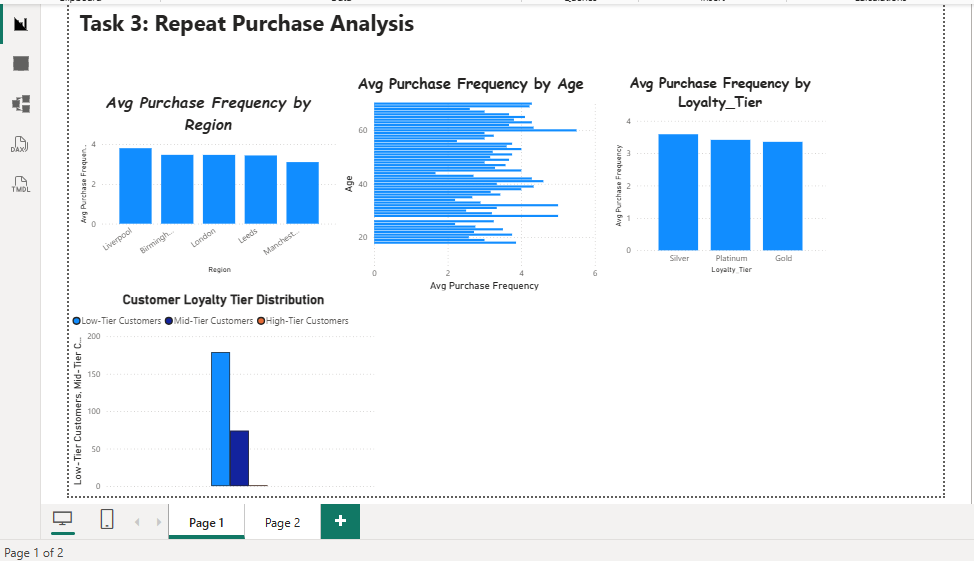 Task 3: Repeat Purchase Analysis
DAX
TMDL
Avg Purchase Frequency by
Region
Avg Purchase Frequen...
4
2
0
Liverpool
Birmingh...
London
Leeds
Manchest...
Region
Avg Purchase Frequency by Age
Age
60
40
20
0
2
4
6
Avg Purchase Frequency
Avg Purchase Frequency by
Loyalty_Tier
Avg Purchase Frequency
4
3
2
1
0
Silver
Platinum
Gold
Loyalty_Tier
Customer Loyalty Tier Distribution
Low-Tier Customers Mid-Tier Customers High-Tier Customers
Low-Tier Customers, Mid-Tier C...
200
150
100
50
0
Page 1
Page 2
+
Page 1 of 2